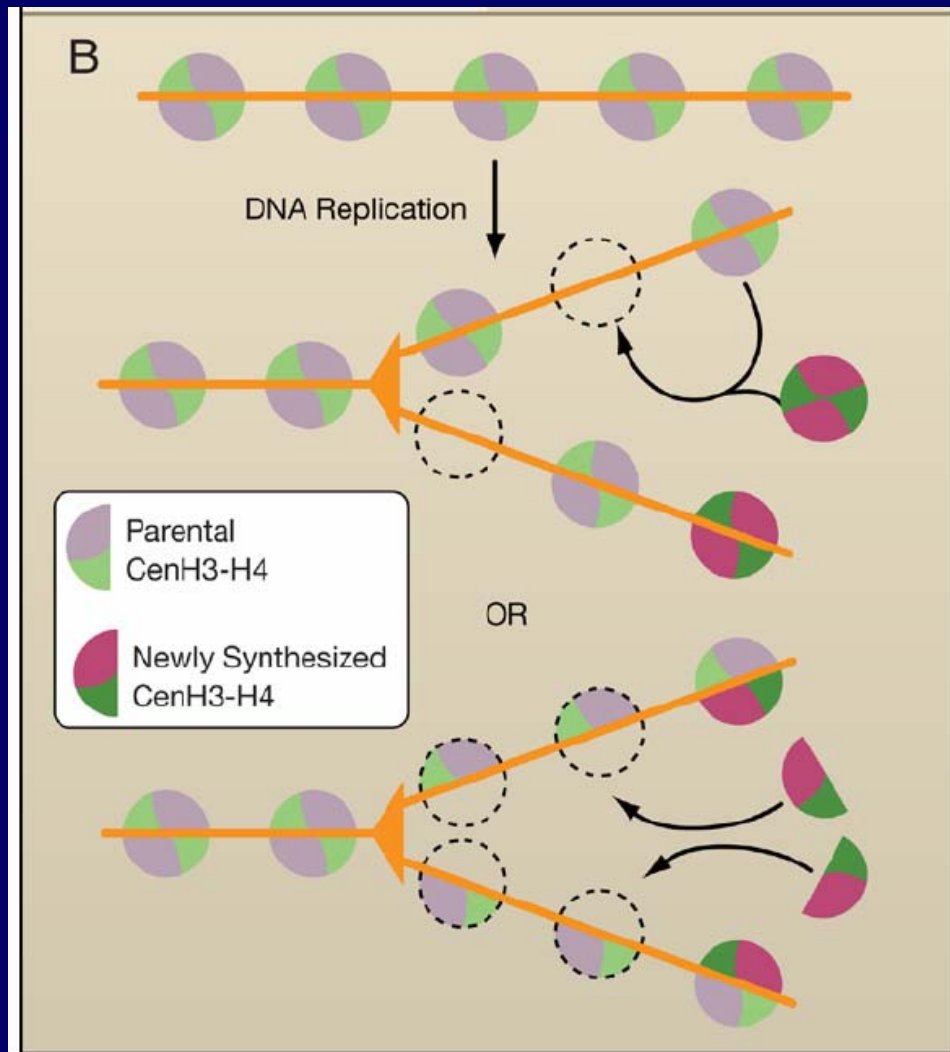 B
DNA Replication
Parental
CenH3-H4
OR
Newly Synthesized
CenH3-H4